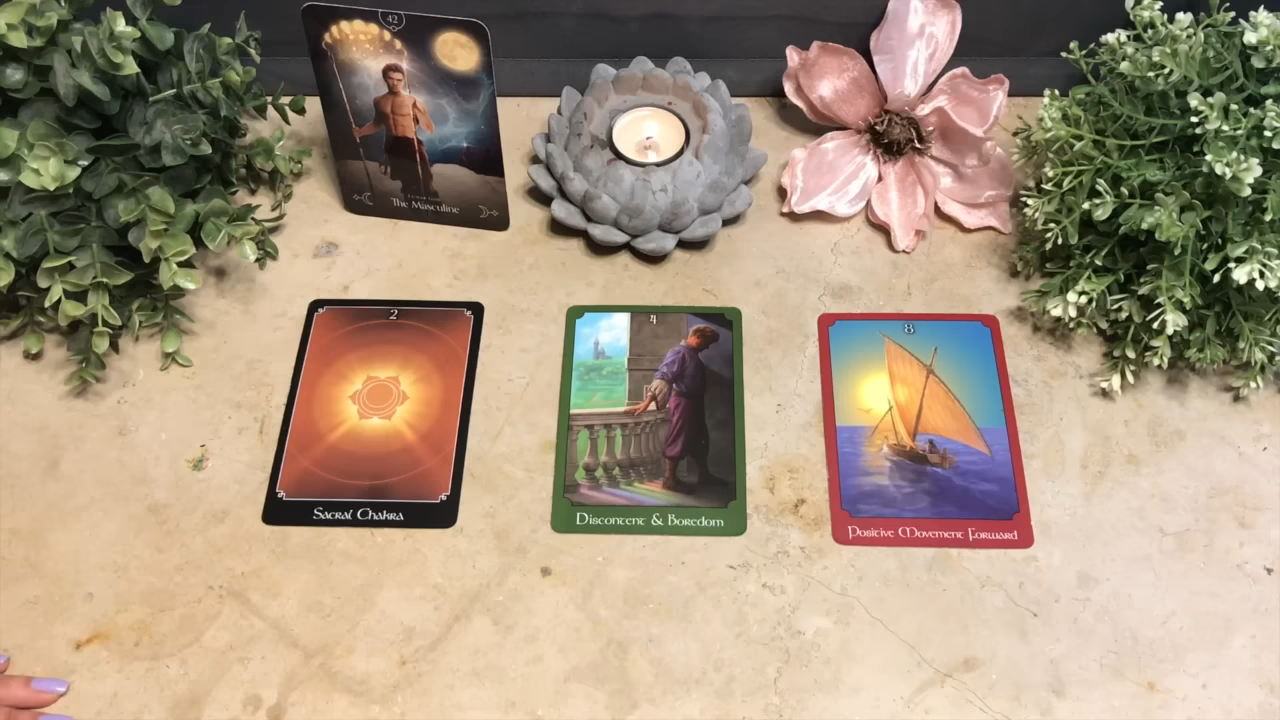 42
The Masculine
2
Sacral Chakra
4
Discontent & Boredom
8
Positive Movement Forward